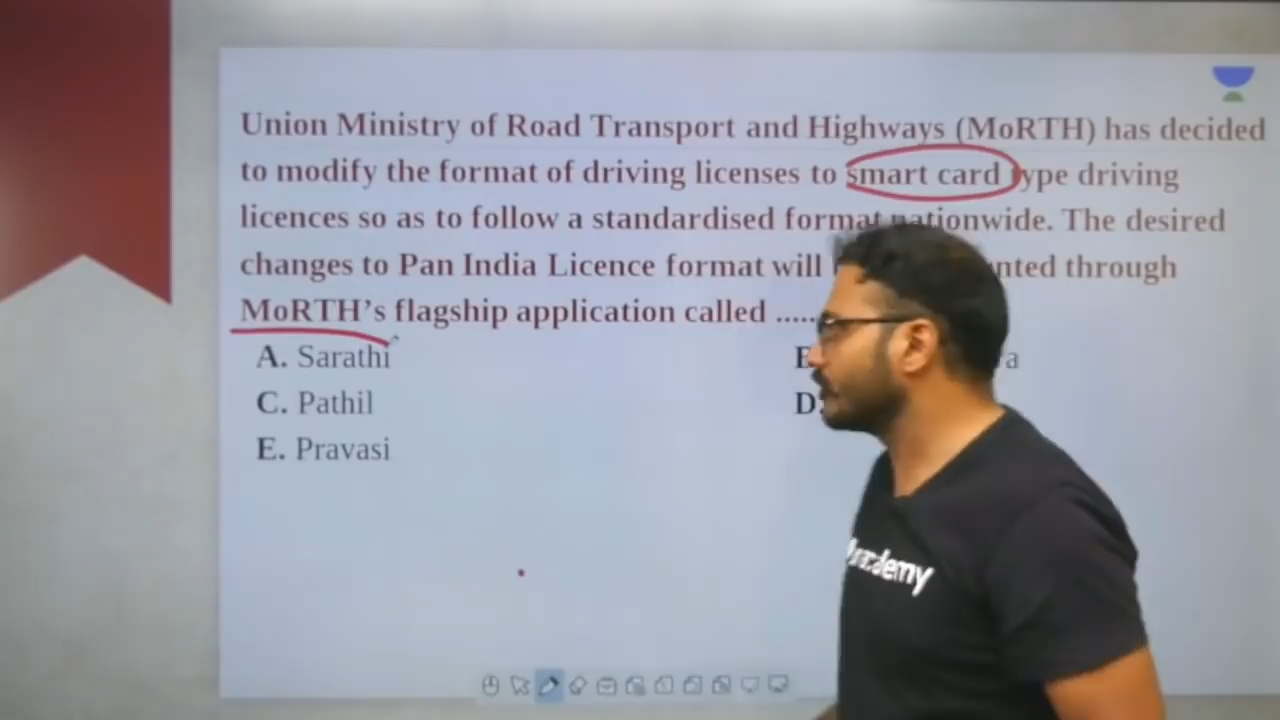 Union Ministry of Road Transport and Highways (MoRTH) has decided
to modify the format of driving licenses to smart card type driving
licences so as to follow a standardised format nationwide. The desired
changes to Pan India Licence format will nted through
MoRTH's flagship application called .....
A. Sarathi
C. Pathil
D.
E. Pravasi